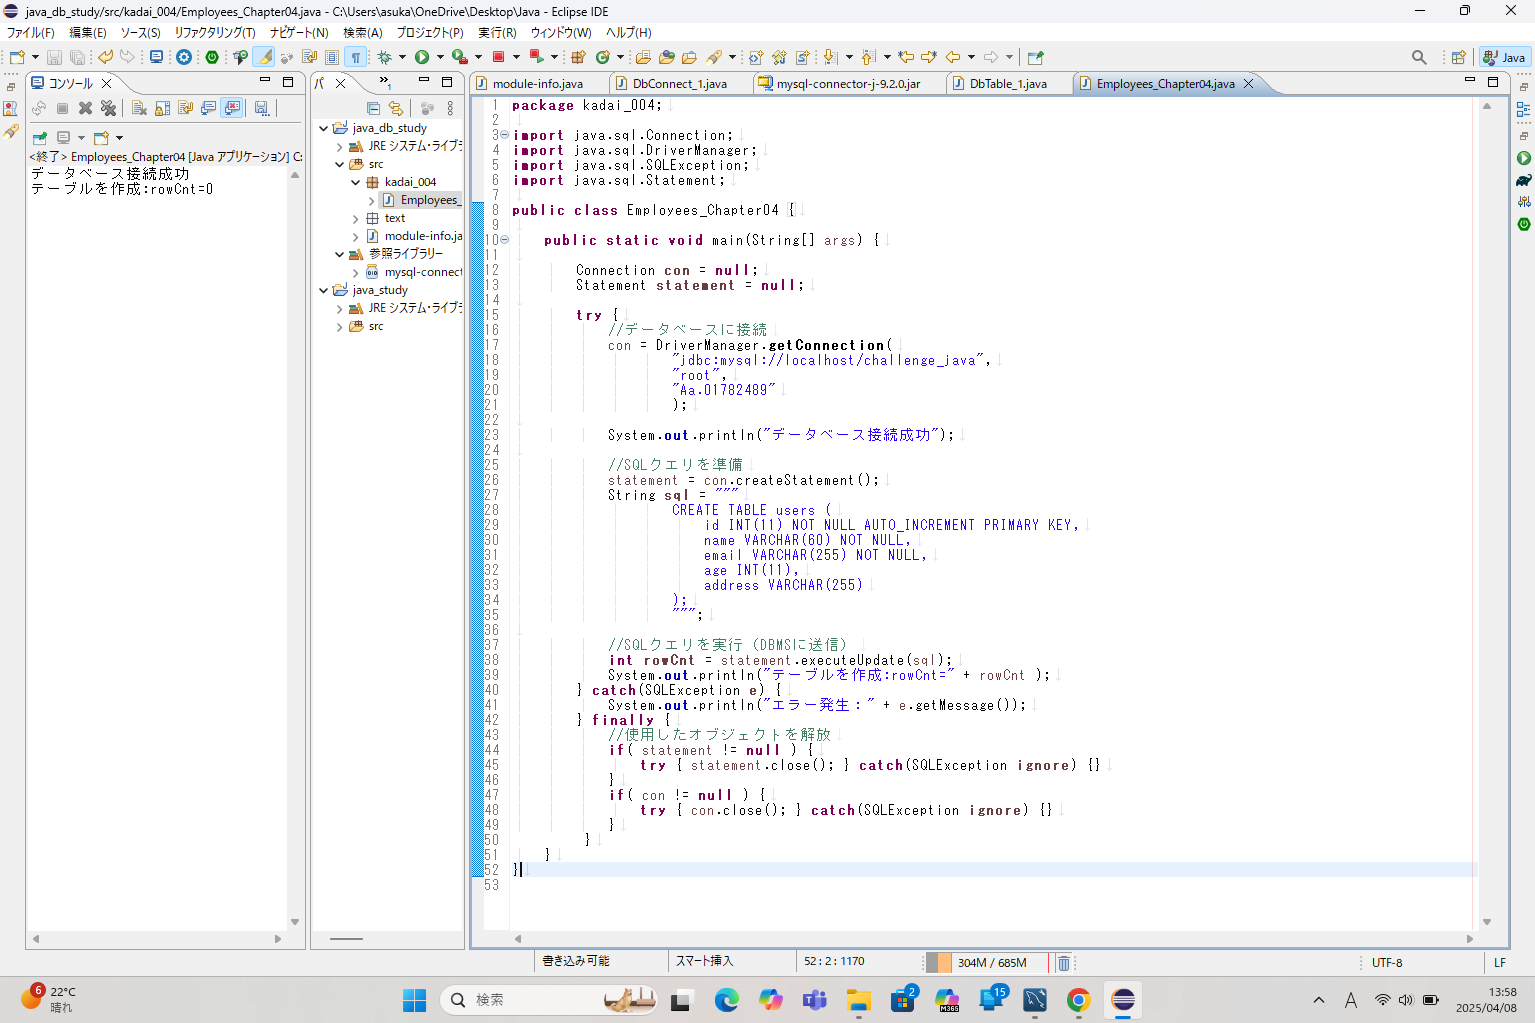 java_db_study/src/kadai_004/Employees_Chapter04.java - C:\Users\asuka\OneDrive\Desktop\Java - Eclipse IDE
ファイル(F) 編集(E) ソース(S) リファクタリング(T) ナビゲート(N) 検索(A) プロジェクト(P) 実行(R) ウィンドウ(W) ヘルプ(H)
Java
コンソール
<終了> Employees_Chapter04 [Java アプリケーション] C:
データベース接続成功
テーブルを作成:rowCnt=0
パ
java_db_study
JRE システム・ライブラ
src
kadai_004
Employees_
text
module-info.ja
参照ライブラリー
mysql-connect
java_study
JRE システム・ライブラ
src
module-info.java DbConnect_1.java mysql-connector-j-9.2.0.jar DbTable_1.java Employees_Chapter04.java
1 package kadai_004;
2
3 import java.sql.Connection;
4 import java.sql.DriverManager;
5 import java.sql.SQLException;
6 import java.sql.Statement;
7
8 public class Employees_Chapter04 {
9
10 public static void main(String[] args) {
11
12 Connection con = null;
13 Statement statement = null;
14
15 try {
16 //データベースに接続
17 con = DriverManager.getConnection(
18 "jdbc:mysql://localhost/challenge_java",
19 "root",
20 "Aa.01782489"
21 );
22
23 System.out.println("データベース接続成功");
24
25 //SQLクエリを準備
26 statement = con.createStatement();
27 String sql = """
28 CREATE TABLE users (
29 id INT(11) NOT NULL AUTO_INCREMENT PRIMARY KEY,
30 name VARCHAR(60) NOT NULL,
31 email VARCHAR(255) NOT NULL,
32 age INT(11),
33 address VARCHAR(255)
34 );
35 """;
36
37 //SQLクエリを実行（DBMSに送信）
38 int rowCnt = statement.executeUpdate(sql);
39 System.out.println("テーブルを作成:rowCnt=" + rowCnt );
40 } catch(SQLException e) {
41 System.out.println("エラー発生：" + e.getMessage());
42 } finally {
43 //使用したオブジェクトを解放
44 if( statement != null ) {
45 try { statement.close(); } catch(SQLException ignore) {}
46 }
47 if( con != null ) {
48 try { con.close(); } catch(SQLException ignore) {}
49 }
50 }
51 }
52 }
53
書き込み可能 スマート挿入 52 : 2 : 1170 304M / 685M UTF-8 LF
6 22°C
晴れ
検索
M365
2
15
A
13:58
2025/04/08